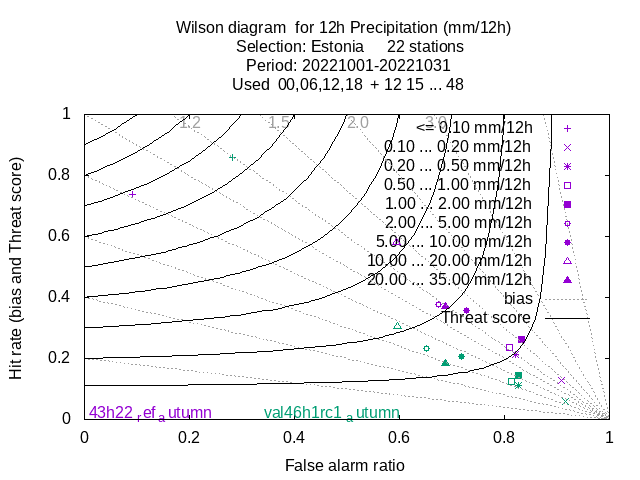 Wilson diagram  for 12h Precipitation (mm/12h)
Selection: Estonia     22 stations
Period: 20221001-20221031
Used  00,06,12,18  + 12 15 ... 48
1.2
1.5
2.0
3.0
<= 0.10 mm/12h
0.10 ... 0.20 mm/12h
0.20 ... 0.50 mm/12h
0.50 ... 1.00 mm/12h
1.00 ... 2.00 mm/12h
2.00 ... 5.00 mm/12h
5.00 ... 10.00 mm/12h
10.00 ... 20.00 mm/12h
20.00 ... 35.00 mm/12h
bias
Threat score
1
0.8
0.6
0.4
0.2
0
Hit rate (bias and Threat score)
43h22refautumn
val46h1rc1autumn
0 0.2 0.4 0.6 0.8 1
False alarm ratio